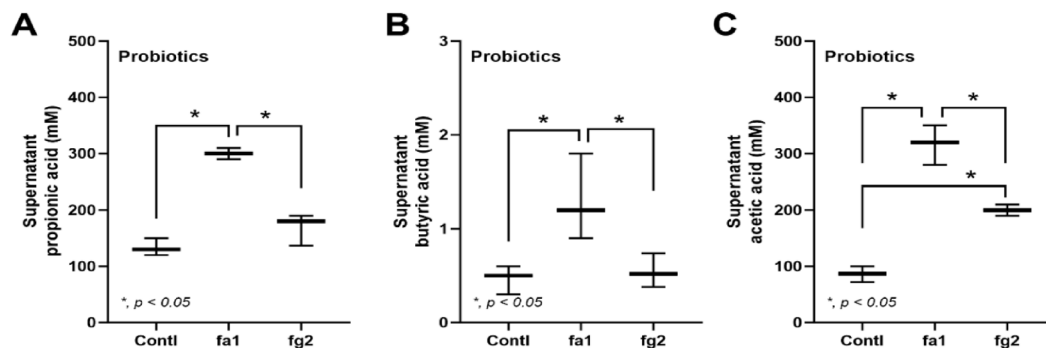 A
Probiotics
Supernatant
propionic acid (mM)
500
400
300
200
100
0
*
*
*, p < 0.05
Contl
fa1
fg2
B
Probiotics
Supernatant
butyric acid (mM)
3
2
1
0
*
*
*, p < 0.05
Contl
fa1
fg2
C
Probiotics
Supernatant
acetic acid (mM)
500
400
300
200
100
0
*
*
*
*, p < 0.05
Contl
fa1
fg2